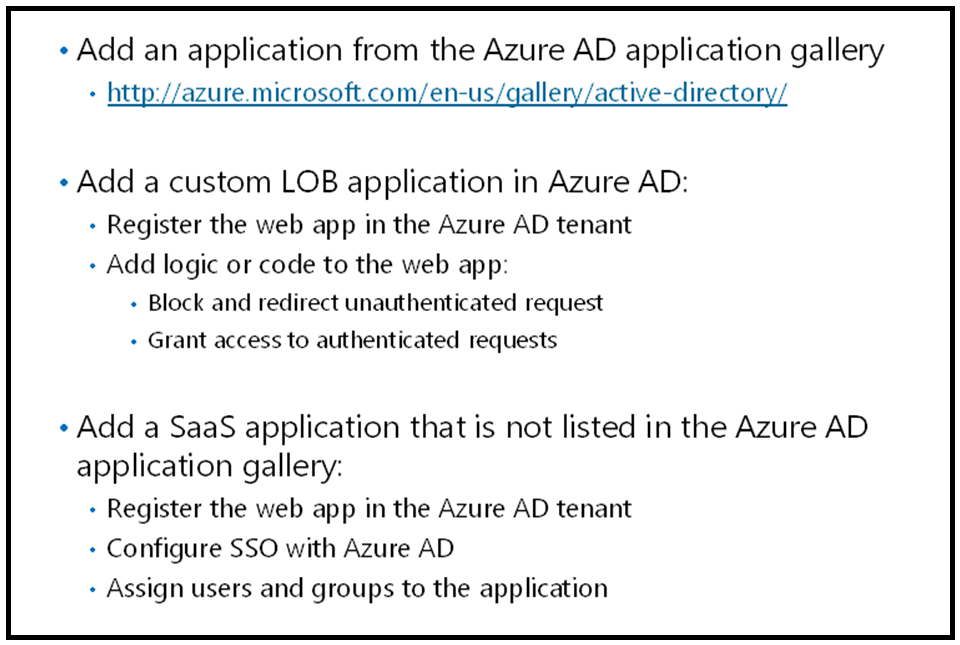 • Add an application from the Azure AD application gallery
• http://azure.microsoft.com/en-us/gallery/active-directory/
• Add a custom LOB application in Azure AD:
• Register the web app in the Azure AD tenant
• Add logic or code to the web app:
• Block and redirect unauthenticated request
• Grant access to authenticated requests
• Add a SaaS application that is not listed in the Azure AD
application gallery:
• Register the web app in the Azure AD tenant
• Configure SSO with Azure AD
• Assign users and groups to the application